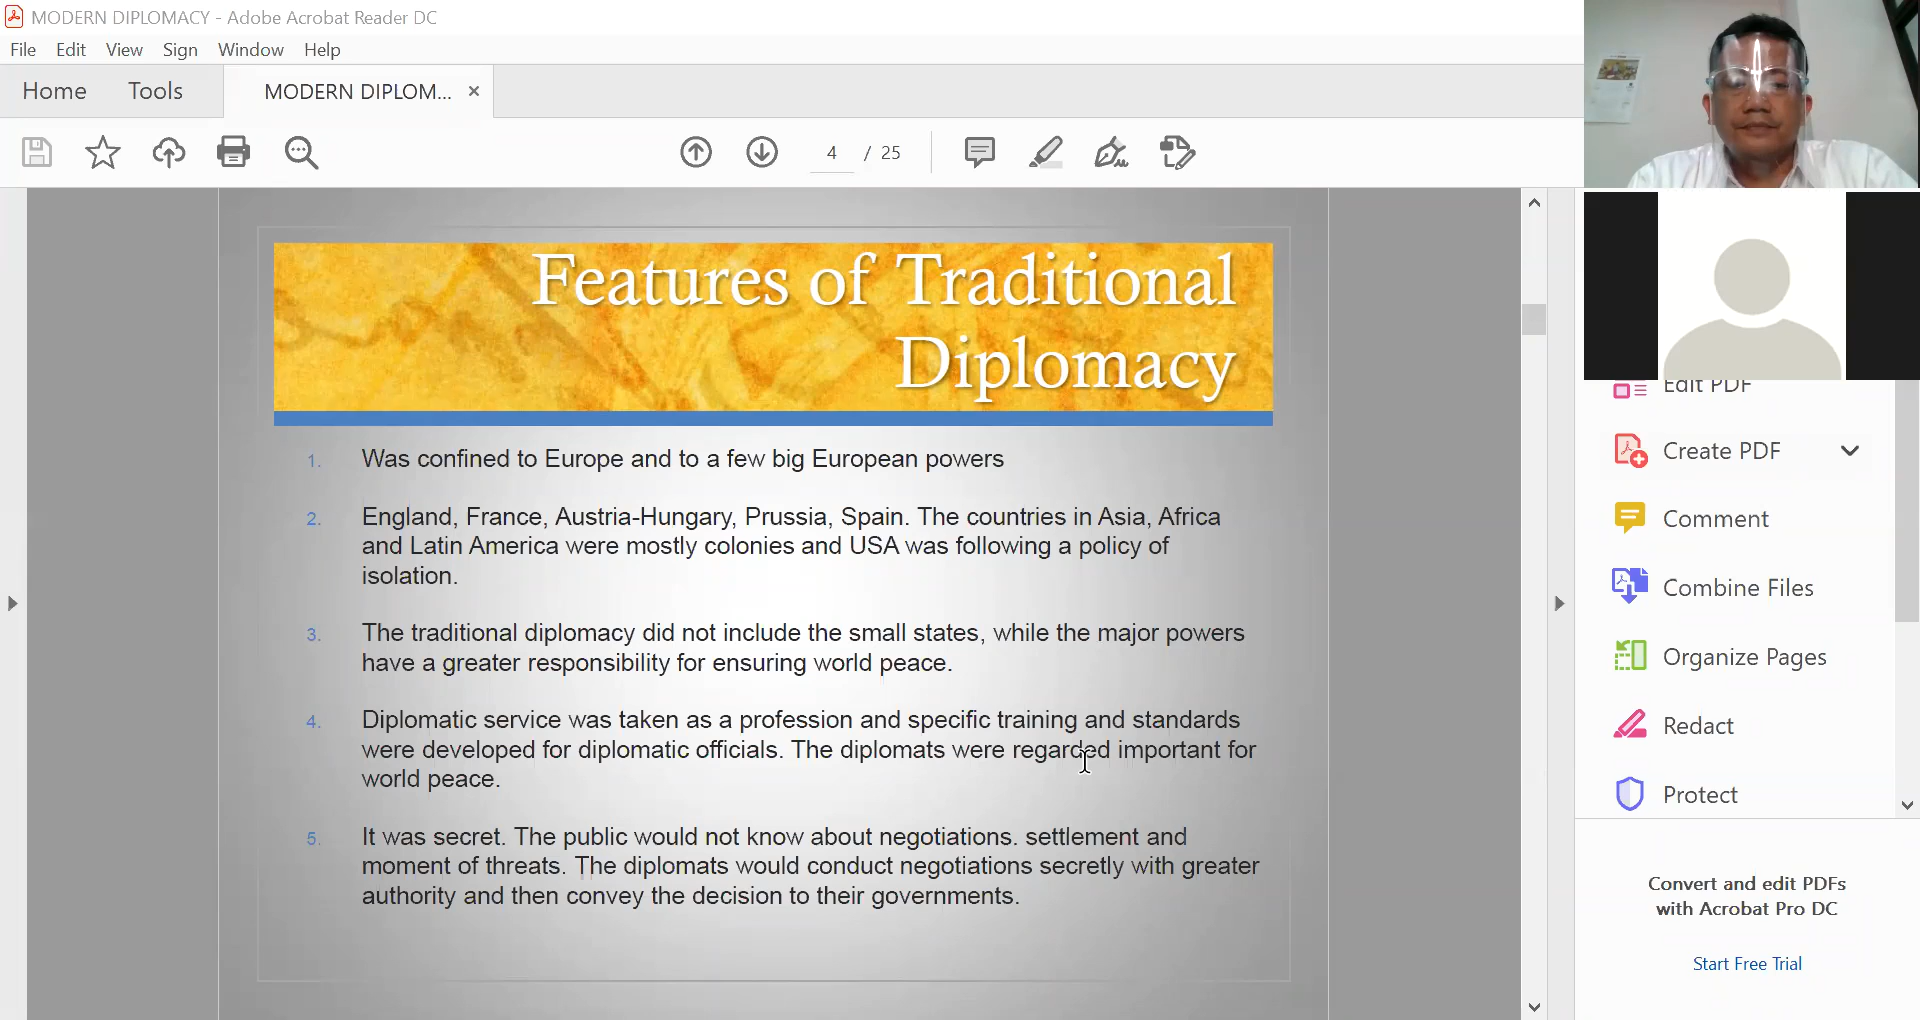 MODERN DIPLOMACY - Adobe Acrobat Reader DC
File Edit View Sign Window Help
Home Tools MODERN DIPLOM... ×
4 / 25
Features of Traditional
Diplomacy
1. Was confined to Europe and to a few big European powers
2. England, France, Austria-Hungary, Prussia, Spain. The countries in Asia, Africa
and Latin America were mostly colonies and USA was following a policy of
isolation.
3. The traditional diplomacy did not include the small states, while the major powers
have a greater responsibility for ensuring world peace.
4. Diplomatic service was taken as a profession and specific training and standards
were developed for diplomatic officials. The diplomats were regarded important for
world peace.
5. It was secret. The public would not know about negotiations. settlement and
moment of threats. The diplomats would conduct negotiations secretly with greater
authority and then convey the decision to their governments.
Edit PDF
Create PDF
Comment
Combine Files
Organize Pages
Redact
Protect
Convert and edit PDFs
with Acrobat Pro DC
Start Free Trial